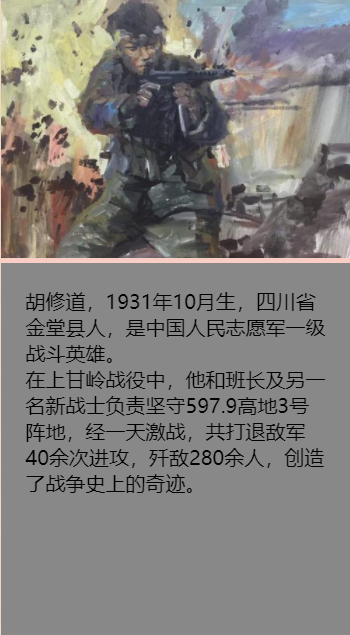 胡修道，1931年10月生，四川省
金堂县人，是中国人民志愿军一级
战斗英雄。
在上甘岭战役中，他和班长及另一
名新战士负责坚守597.9高地3号
阵地，经一天激战，共打退敌军
40余次进攻，歼敌280余人，创造
了战争史上的奇迹。